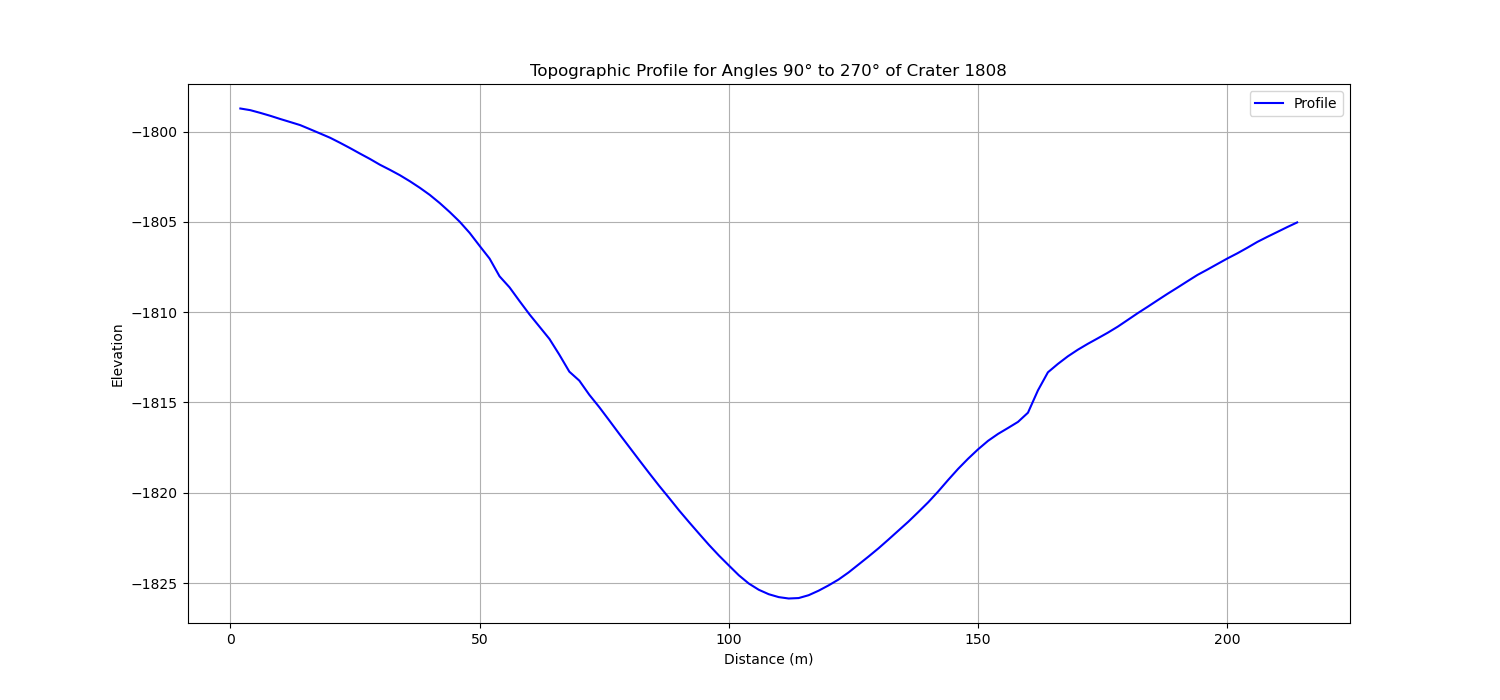 Topographic Profile for Angles 90° to 270° of Crater 1808
Profile
−1800
−1805
−1810
−1815
−1820
−1825
Elevation
0 50 100 150 200
Distance (m)